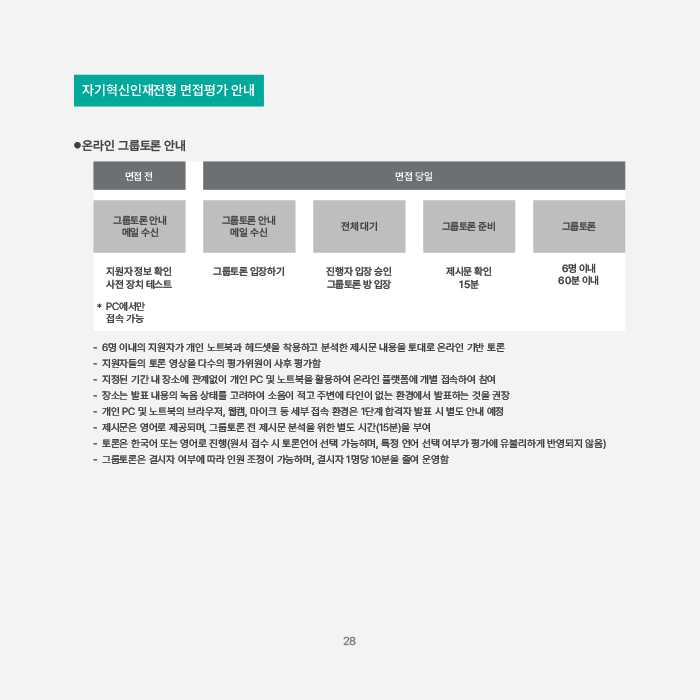 자기혁신인재전형 면접평가 안내
●온라인 그룹토론 안내
면접 전
면접 당일
그룹토론 안내
메일 수신
그룹토론 안내
메일 수신
전체 대기
그룹토론 준비
그룹토론
지원자 정보 확인
사전 장치 테스트
* PC에서만
접속 가능
그룹토론 입장하기
진행자 입장 승인
그룹토론 방 입장
제시문 확인
15분
6명 이내
60분 이내
- 6명 이내의 지원자가 개인 노트북과 헤드셋을 착용하고 분석한 제시문 내용을 토대로 온라인 기반 토론
- 지원자들의 토론 영상을 다수의 평가위원이 사후 평가함
- 지정된 기간 내 장소에 관계없이 개인 PC 및 노트북을 활용하여 온라인 플랫폼에 개별 접속하여 참여
- 장소는 발표 내용의 녹음 상태를 고려하여 소음이 적고 주변에 타인이 없는 환경에서 발표하는 것을 권장
- 개인 PC 및 노트북의 브라우저, 웹캠, 마이크 등 세부 접속 환경은 1단계 합격자 발표 시 별도 안내 예정
- 제시문은 영어로 제공되며, 그룹토론 전 제시문 분석을 위한 별도 시간(15분)을 부여
- 토론은 한국어 또는 영어로 진행(원서 접수 시 토론언어 선택 가능하며, 특정 언어 선택 여부가 평가에 유불리하게 반영되지 않음)
- 그룹토론은 결시자 여부에 따라 인원 조정이 가능하며, 결시자 1명당 10분을 줄여 운영함
28